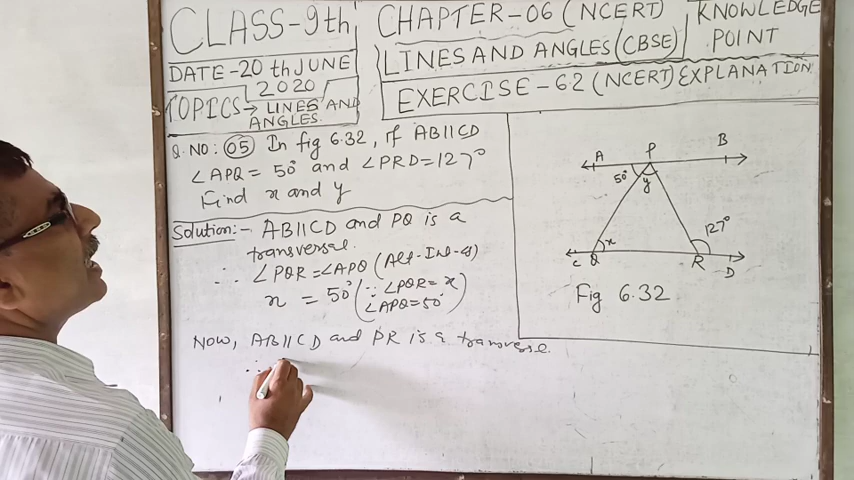 CLASS-9th
DATE-20 th JUNE
2020
TOPICS → LINES AND
ANGLES.
CHAPTER-06 (NCERT)
LINES AND ANGLES (CBSE)
KNOWLEDGE
POINT
EXERCISE-6.2 (NCERT) EXPLANATION
Q.NO: 05 In fig 6.32, if AB||CD
∠APQ = 50° and ∠PRD = 127°
Find x and y
Solution:- AB||CD and PQ is a
transversal.
∴ ∠PQR = ∠APQ (Alt-Int-∠s)
x = 50° (∵ ∠PQR = x
∠APQ = 50°)
Now, AB||CD and PR is a transverse.
∴
A P B
50° y
x 127°
C Q R D
Fig 6.32